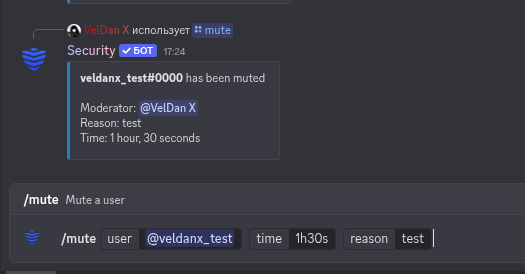 VelDan X использует mute
Security ✓ БОТ 17:24
veldanx_test#0000 has been muted
Moderator: @VelDan X
Reason: test
Time: 1 hour, 30 seconds
/mute Mute a user
/mute user @veldanx_test time 1h30s reason test